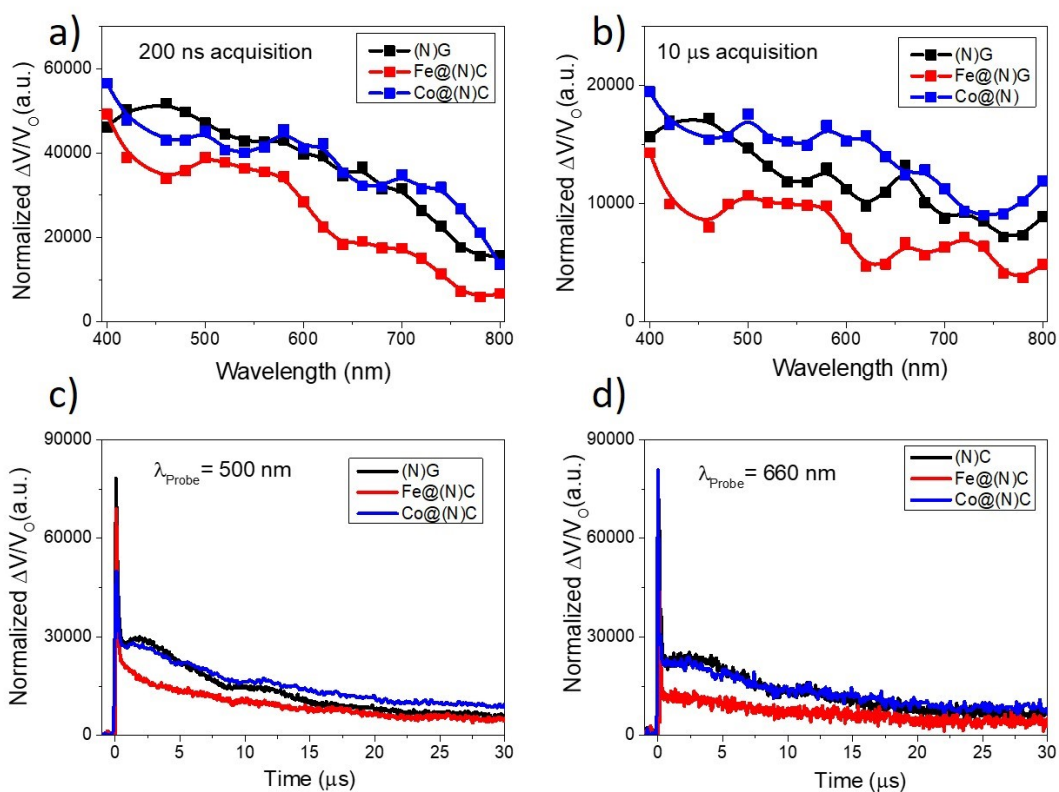 a)
200 ns acquisition
(N)G
Fe@(N)C
Co@(N)C
60000
40000
20000
0
Normalized ΔV/V_O(a.u.)
400 500 600 700 800
Wavelength (nm)
b)
10 μs acquisition
(N)G
Fe@(N)G
Co@(N)
20000
10000
0
Normalized ΔV/V_O(a.u.)
400 500 600 700 800
Wavelength (nm)
c)
λ_Probe = 500 nm
(N)G
Fe@(N)C
Co@(N)C
90000
60000
30000
0
Normalized ΔV/V_O(a.u.)
0 5 10 15 20 25 30
Time (μs)
d)
λ_Probe = 660 nm
(N)C
Fe@(N)C
Co@(N)C
90000
60000
30000
0
Normalized ΔV/V_O(a.u.)
0 5 10 15 20 25 30
Time (μs)